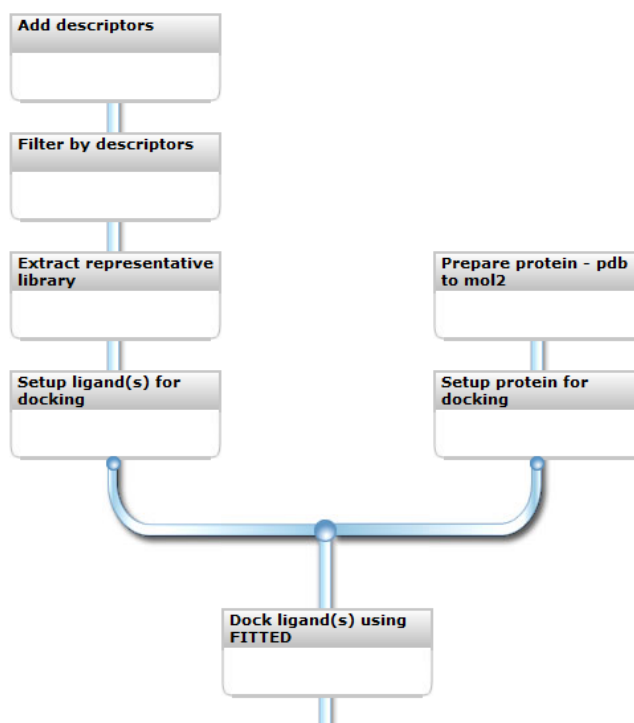 Add descriptors
Filter by descriptors
Extract representative
library
Prepare protein - pdb
to mol2
Setup ligand(s) for
docking
Setup protein for
docking
Dock ligand(s) using
FITTED